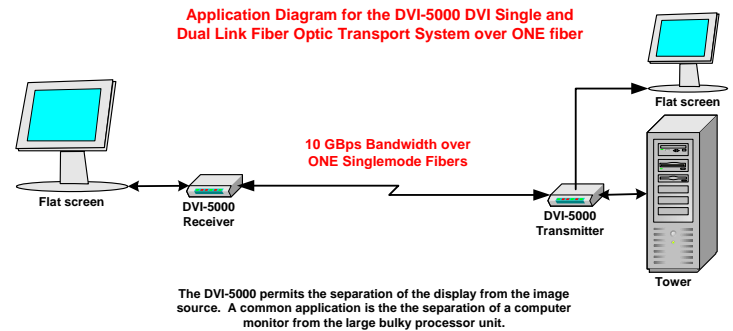 Application Diagram for the DVI-5000 DVI Single and
Dual Link Fiber Optic Transport System over ONE fiber
Flat screen
10 GBps Bandwidth over
ONE Singlemode Fibers
Flat screen
DVI-5000
Receiver
DVI-5000
Transmitter
Tower
The DVI-5000 permits the separation of the display from the image
source. A common application is the the separation of a computer
monitor from the large bulky processor unit.